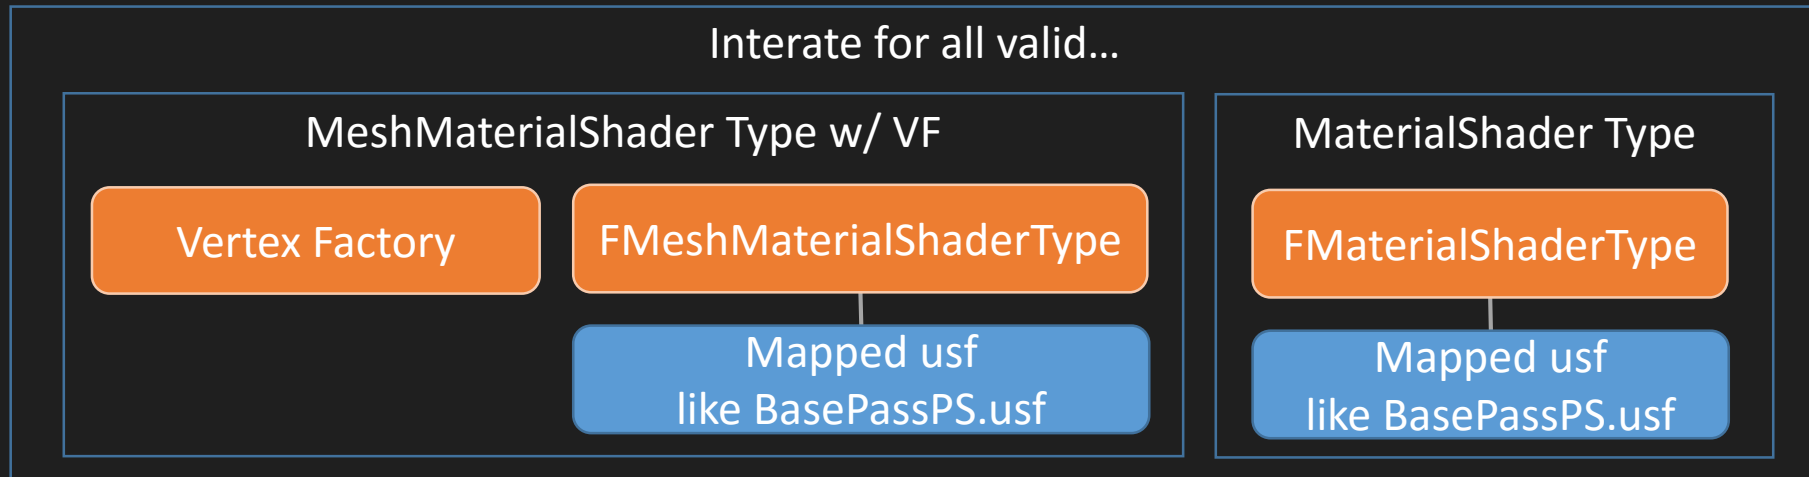 Interate for all valid...
MeshMaterialShader Type w/ VF
MaterialShader Type
Vertex Factory
FMeshMaterialShaderType
FMaterialShaderType
Mapped usf
like BasePassPS.usf
Mapped usf
like BasePassPS.usf